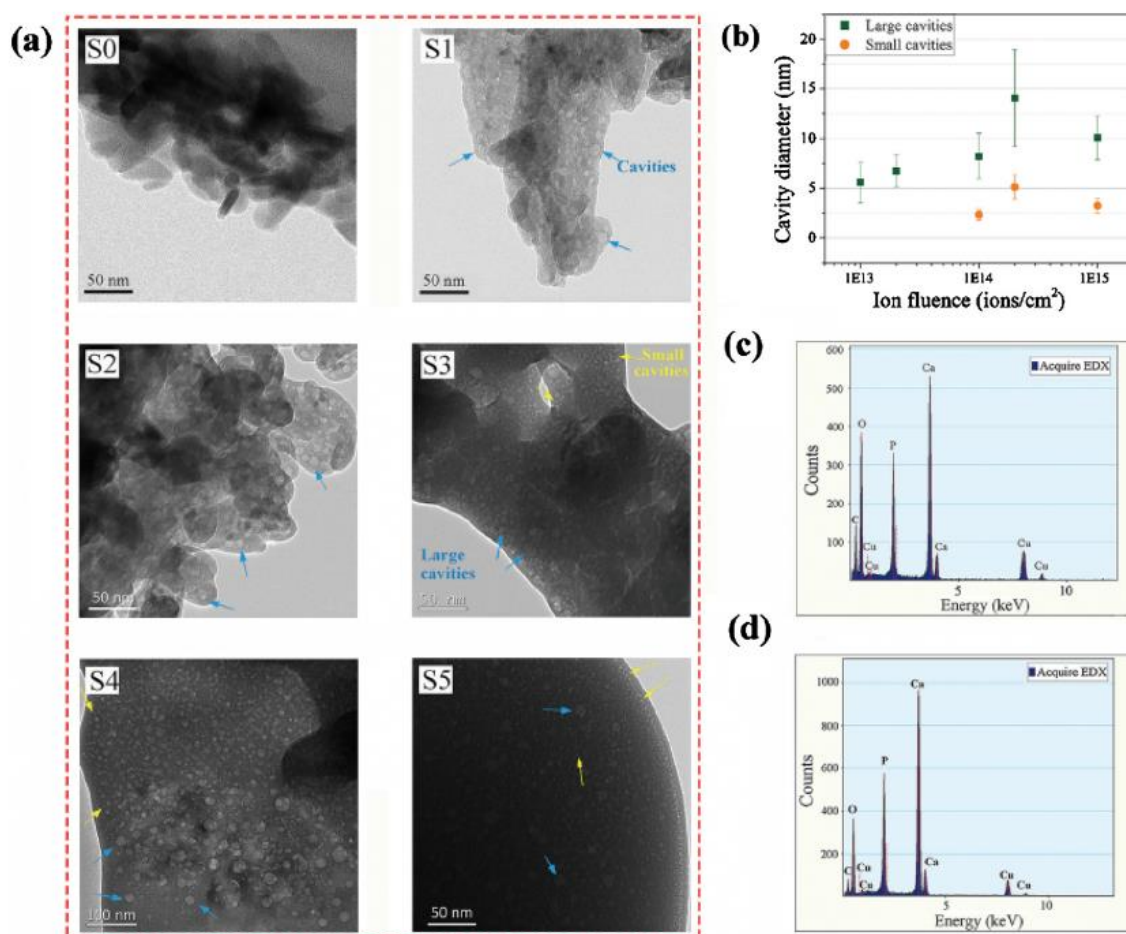 (a)
S0
50 nm
S1
Cavities
50 nm
S2
50 nm
S3
Small
cavities
Large
cavities
50 nm
S4
100 nm
S5
50 nm
(b)
Large cavities
Small cavities
Cavity diameter (nm)
20
15
10
5
0
1E13
1E14
1E15
Ion fluence (ions/cm²)
(c)
Acquire EDX
Counts
600
500
400
300
200
100
C
O
Cu
Cu
P
Ca
Ca
Cu
Cu
5
10
Energy (keV)
(d)
Acquire EDX
Counts
1000
800
600
400
200
C
O
Cu
Cu
P
Ca
Ca
Cu
Cu
5
10
Energy (keV)